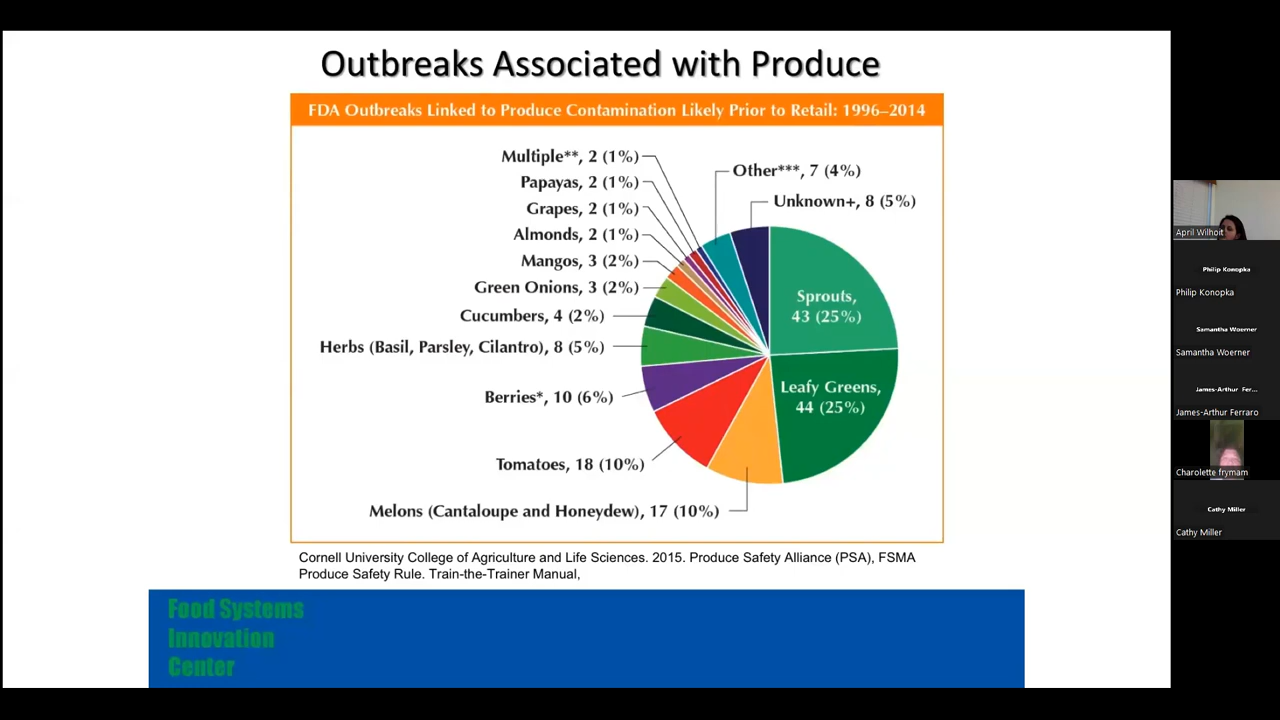 Outbreaks Associated with Produce
FDA Outbreaks Linked to Produce Contamination Likely Prior to Retail: 1996–2014
Multiple**, 2 (1%)
Papayas, 2 (1%)
Grapes, 2 (1%)
Almonds, 2 (1%)
Mangos, 3 (2%)
Green Onions, 3 (2%)
Cucumbers, 4 (2%)
Herbs (Basil, Parsley, Cilantro), 8 (5%)
Berries*, 10 (6%)
Tomatoes, 18 (10%)
Melons (Cantaloupe and Honeydew), 17 (10%)
Other***, 7 (4%)
Unknown+, 8 (5%)
Sprouts,
43 (25%)
Leafy Greens,
44 (25%)
Cornell University College of Agriculture and Life Sciences. 2015. Produce Safety Alliance (PSA), FSMA
Produce Safety Rule. Train-the-Trainer Manual,
Food Systems
Innovation
Center
April Wilhoit
Philip Konopka
Philip Konopka
Samantha Woerner
Samantha Woerner
James-Arthur Fer...
James-Arthur Ferraro
Charolette frymam
Cathy Miller
Cathy Miller